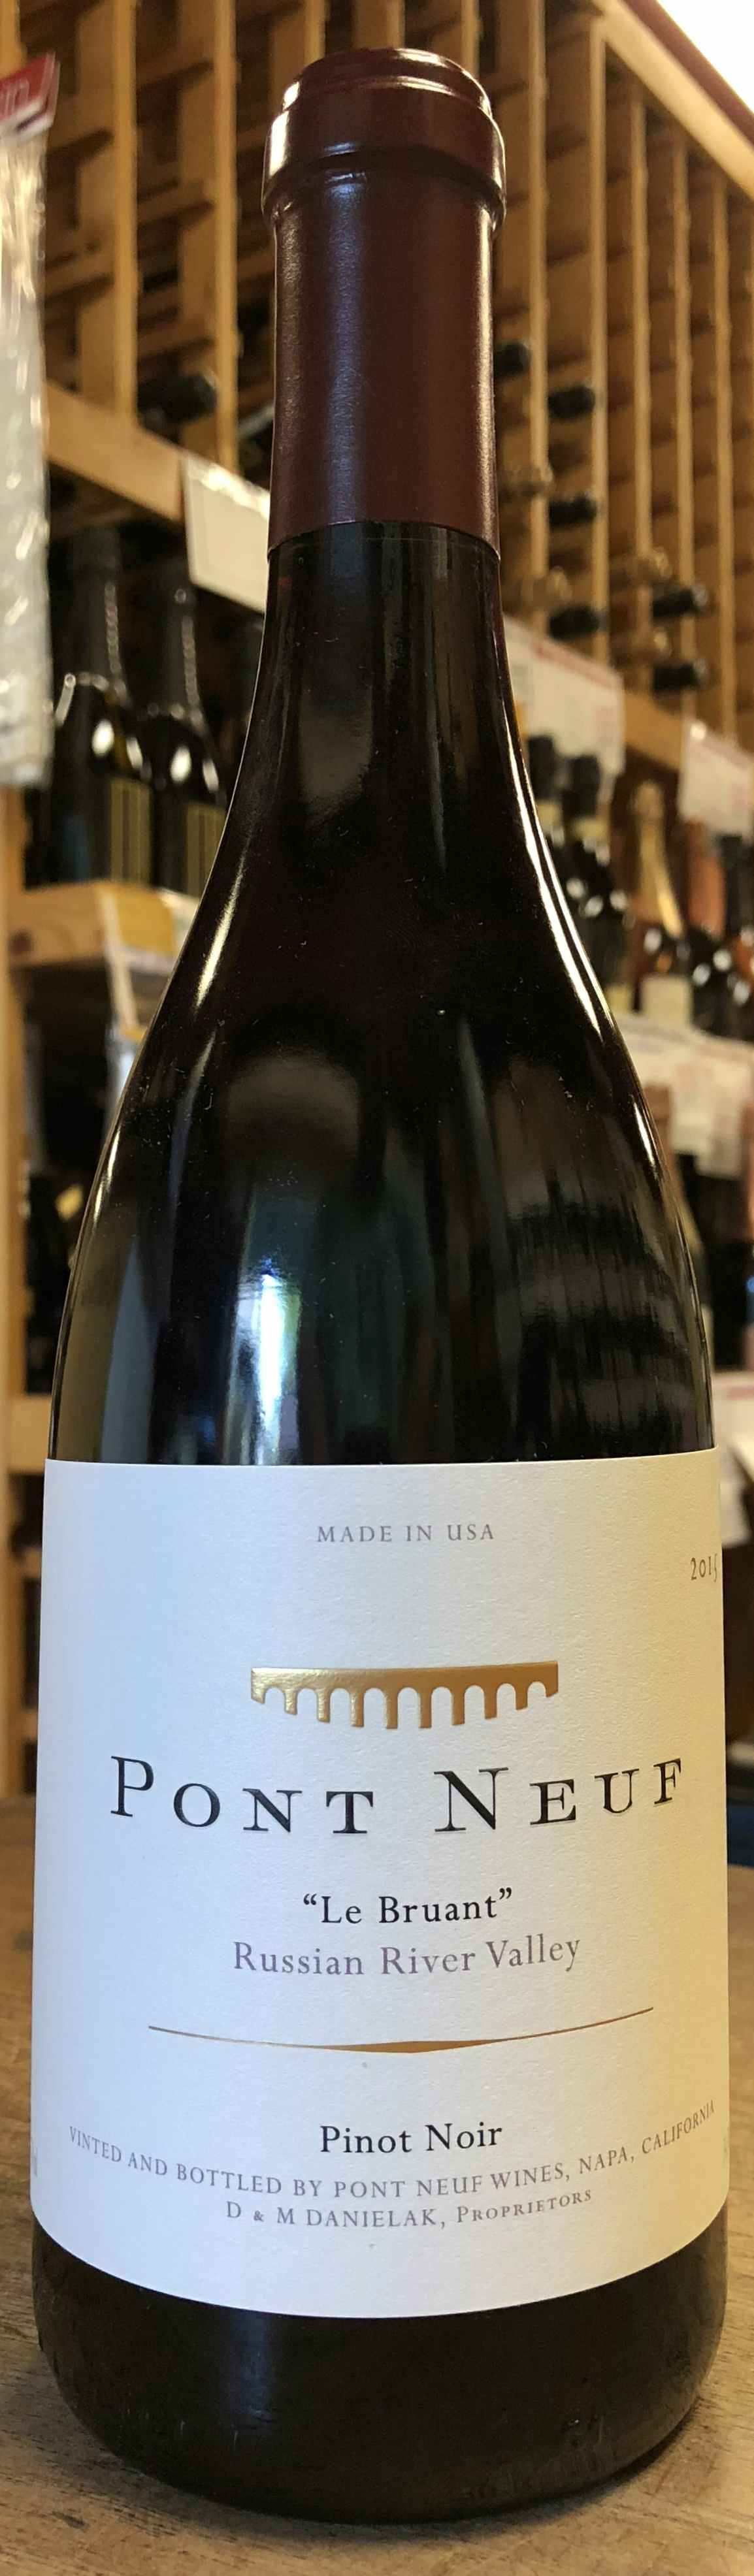 MADE IN USA
2015
PONT NEUF
“Le Bruant”
Russian River Valley
Pinot Noir
VINTED AND BOTTLED BY PONT NEUF WINES, NAPA, CALIFORNIA
D & M DANIELAK, PROPRIETORS